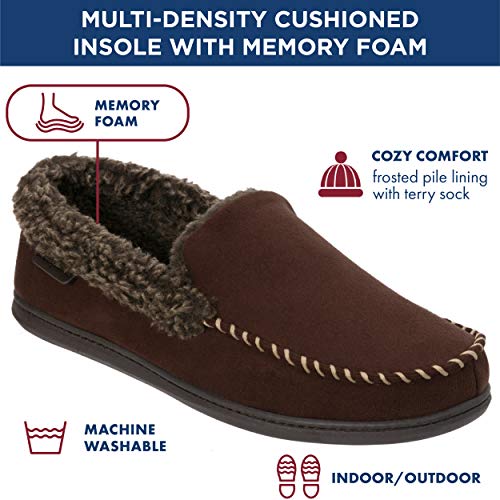 MULTI-DENSITY CUSHIONED
INSOLE WITH MEMORY FOAM
MEMORY
FOAM
COZY COMFORT
frosted pile lining
with terry sock
MACHINE
WASHABLE
INDOOR/OUTDOOR